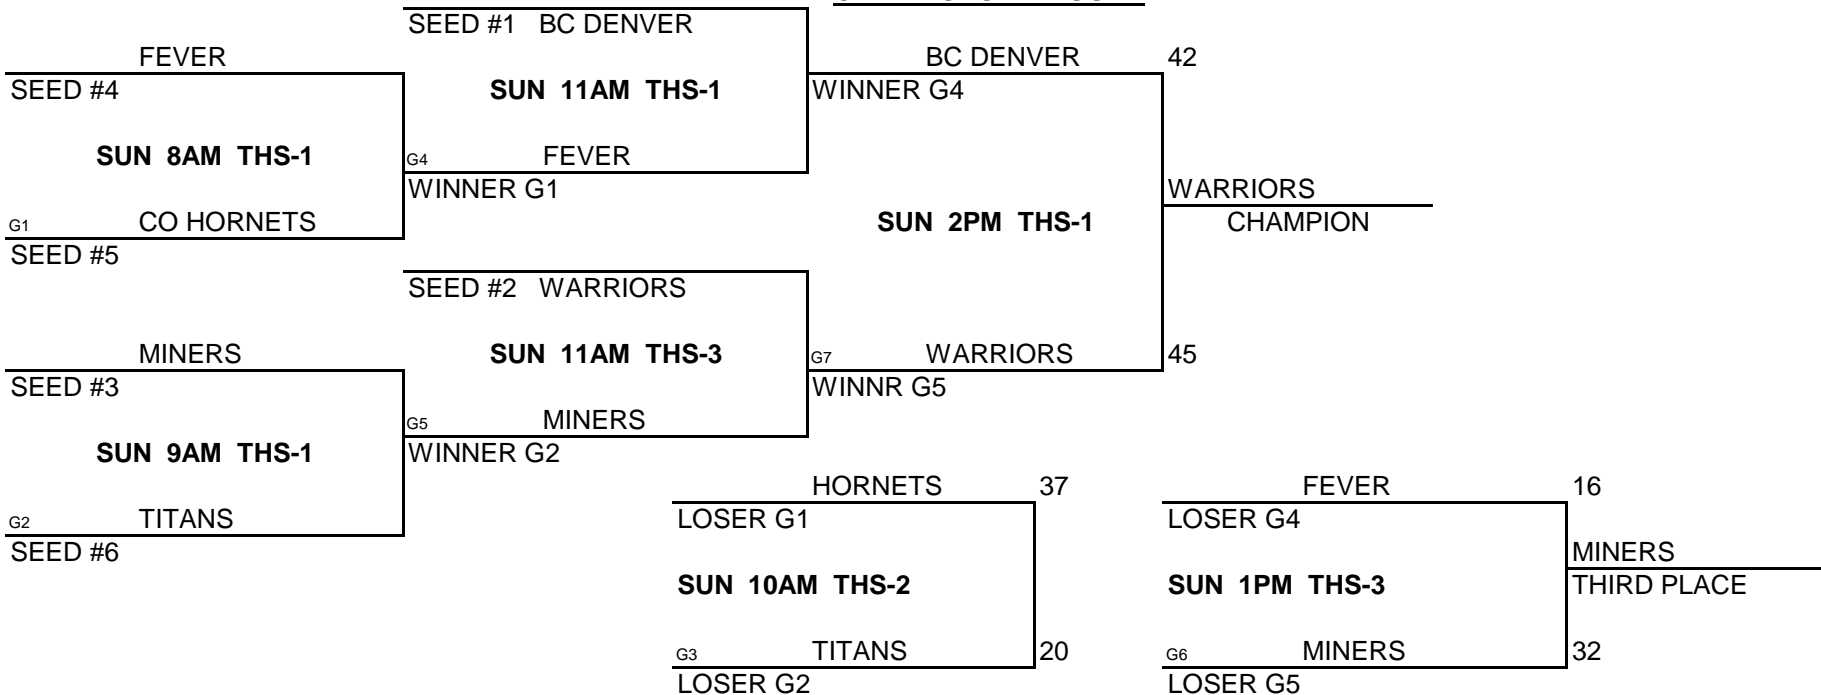 SEED #1 BC DENVER
FEVER
BC DENVER 42
SEED #4
SUN 11AM THS-1
WINNER G4
SUN 8AM THS-1
G4 FEVER
WINNER G1
WARRIORS
G1 CO HORNETS
SUN 2PM THS-1
CHAMPION
SEED #5
SEED #2 WARRIORS
MINERS
SUN 11AM THS-3
G7 WARRIORS 45
SEED #3
WINNR G5
G5 MINERS
SUN 9AM THS-1
WINNER G2
HORNETS 37
FEVER 16
G2 TITANS
LOSER G1
LOSER G4
SEED #6
MINERS
SUN 10AM THS-2
SUN 1PM THS-3
THIRD PLACE
G3 TITANS 20
G6 MINERS 32
LOSER G2
LOSER G5